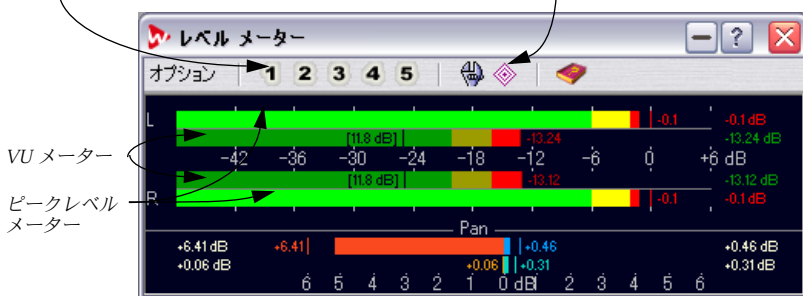 レベル メーター
オプション 1 2 3 4 5
L -0.1 -0.1 dB
[11.8 dB] -13.24 -13.24 dB
-42 -36 -30 -24 -18 -12 -6 0 +6 dB
VU メーター
[11.8 dB] -13.12 -13.12 dB
R -0.1 -0.1 dB
ピークレベル
メーター
Pan
+6.41 dB +6.41 +0.46 +0.46 dB
+0.06 dB +0.06 +0.31 +0.31 dB
6 5 4 3 2 1 0 dB 1 2 3 4 5 6